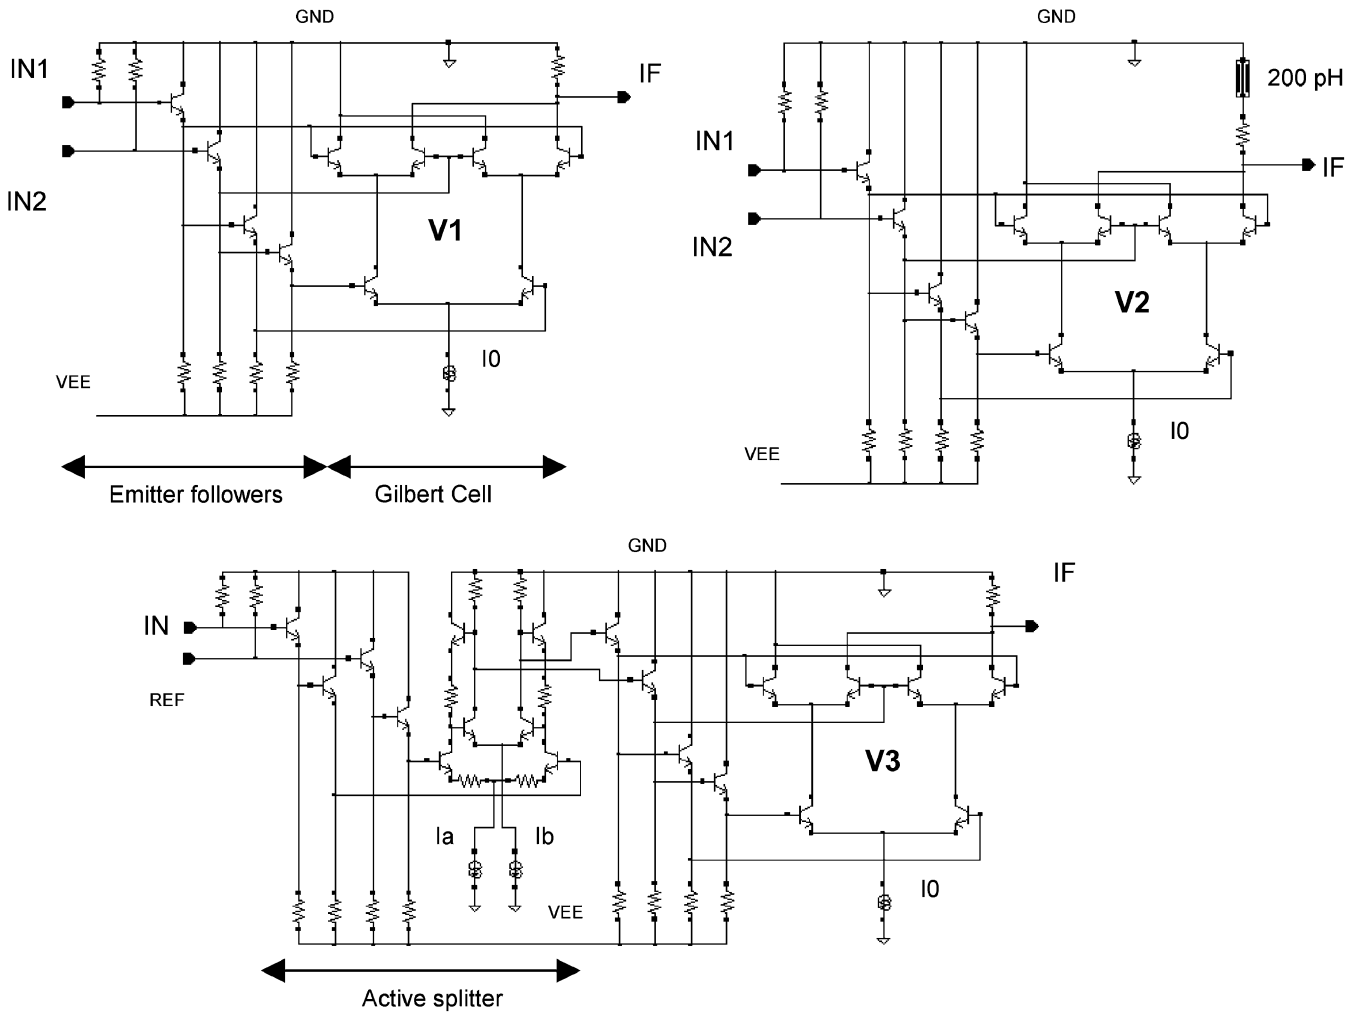 GND
IN1
IF
IN2
V1
I0
VEE
Emitter followers
Gilbert Cell
GND
200 pH
IN1
IF
IN2
V2
I0
VEE
GND
IF
IN
REF
V3
Ia
Ib
I0
VEE
Active splitter